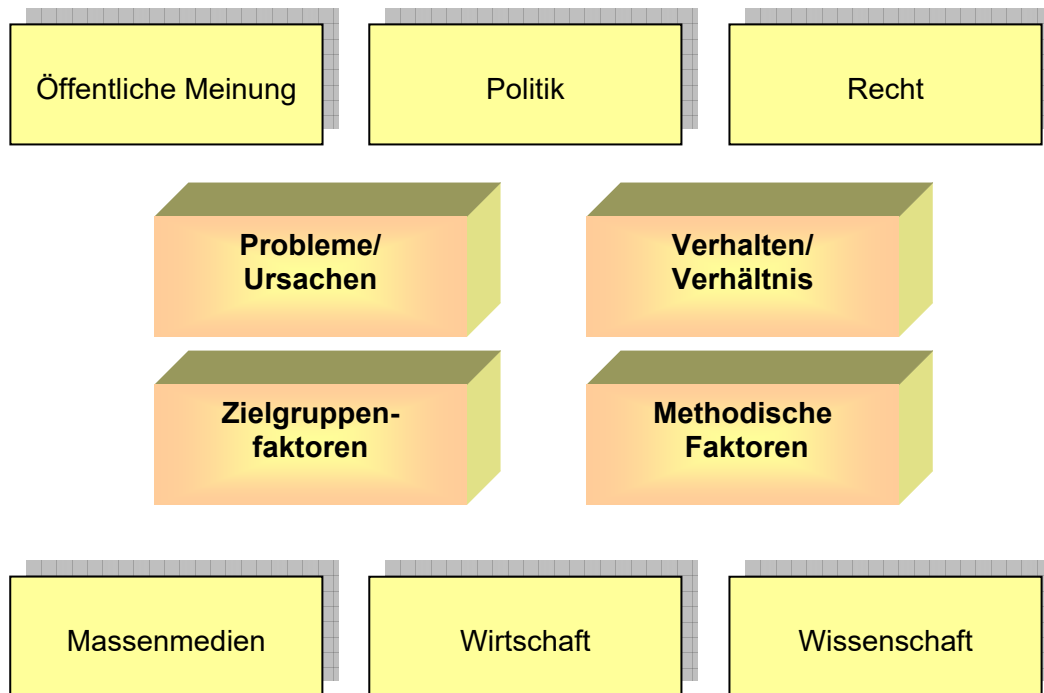 Öffentliche Meinung
Politik
Recht
Probleme/
Ursachen
Verhalten/
Verhältnis
Zielgruppen-
faktoren
Methodische
Faktoren
Massenmedien
Wirtschaft
Wissenschaft